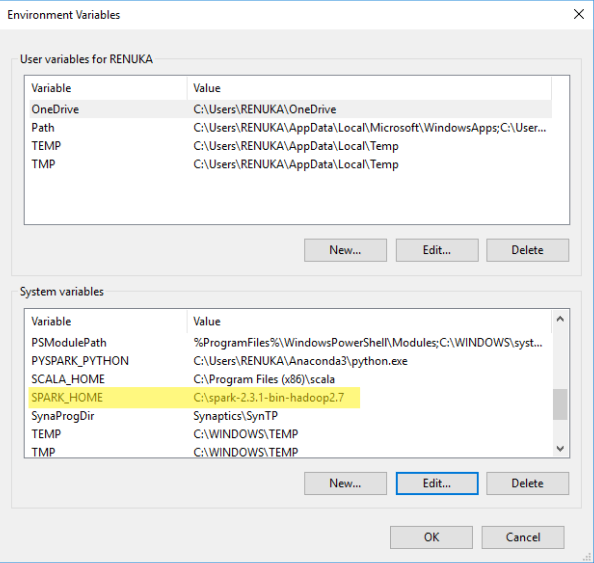 Environment Variables
User variables for RENUKA
Variable Value
OneDrive C:\Users\RENUKA\OneDrive
Path C:\Users\RENUKA\AppData\Local\Microsoft\WindowsApps;C:\User...
TEMP C:\Users\RENUKA\AppData\Local\Temp
TMP C:\Users\RENUKA\AppData\Local\Temp
New... Edit... Delete
System variables
Variable Value
PSModulePath %ProgramFiles%\WindowsPowerShell\Modules;C:\WINDOWS\syst...
PYSPARK_PYTHON C:\Users\RENUKA\Anaconda3\python.exe
SCALA_HOME C:\Program Files (x86)\scala
SPARK_HOME C:\spark-2.3.1-bin-hadoop2.7
SynaProgDir Synaptics\SynTP
TEMP C:\WINDOWS\TEMP
TMP C:\WINDOWS\TEMP
New... Edit... Delete
OK Cancel